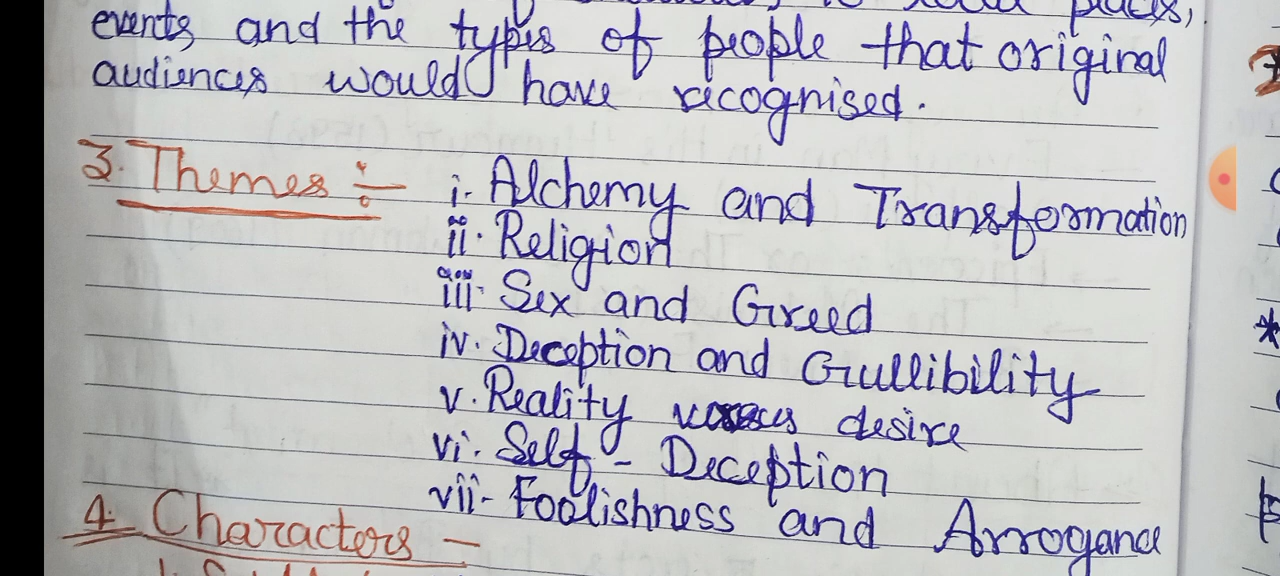 places,
events and the types of people that original
audiences would have recognised.
3. Themes ÷ i. Alchemy and Transformation
ii. Religion
iii. Sex and Greed
iv. Deception and Gullibility
v. Reality versus desire
vi. Self - Deception
vii- Foolishness and Arrogance
4. Characters -